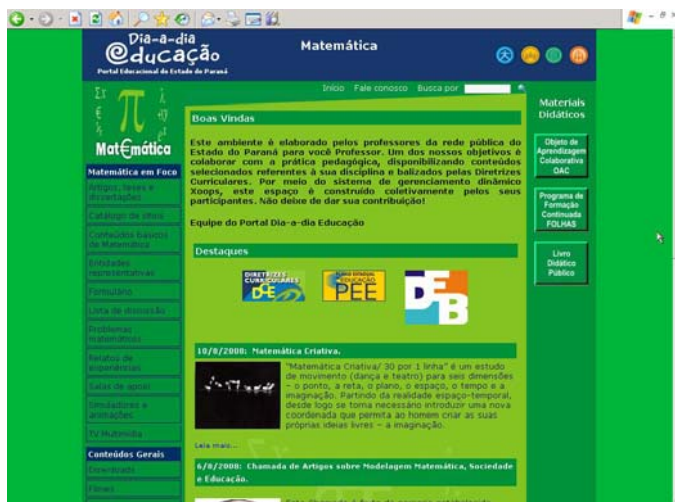 Dia-a-dia
@ducação
Portal Educacional do Estado do Paraná
Matemática
Início Fale conosco Busca por
Mat€mática
Matemática em Foco
Artigos, teses e
dissertações
Catálogo de sítios
Conteúdos básicos
de Matemática
Entidades
representativas
Formulário
Lista de discussão
Problemas
matemáticos
Relatos de
experiências
Salas de apoio
Simuladores e
animações
TV Multimídia
Conteúdos Gerais
Downloads
Filmes
Boas Vindas
Este ambiente é elaborado pelos professores da rede pública do
Estado do Paraná para você Professor. Um dos nossos objetivos é
colaborar com a prática pedagógica, disponibilizando conteúdos
selecionados referentes à sua disciplina e balizados pelas Diretrizes
Curriculares. Por meio do sistema de gerenciamento dinâmico
Xoops, este espaço é construído coletivamente pelos seus
participantes. Não deixe de dar sua contribuição!
Equipe do Portal Dia-a-dia Educação
Destaques
DIRETRIZES
CURRICULARES
DCE
PLANO ESTADUAL
EDUCAÇÃO
PEE
DEB
10/8/2008: Matemática Criativa.
"Matemática Criativa/ 30 por 1 linha" é um estudo
de movimento (dança e teatro) para seis dimensões
– o ponto, a reta, o plano, o espaço, o tempo e a
imaginação. Partindo da realidade espaço-temporal,
desde logo se torna necessário introduzir uma nova
coordenada que permita ao homem criar as suas
próprias ideias livres – a imaginação.
Leia mais...
6/8/2008: Chamada de Artigos sobre Modelagem Matemática, Sociedade
e Educação.
Materiais
Didáticos
Objeto de
Aprendizagem
Colaborativa
OAC
Programa de
Formação
Continuada
FOLHAS
Livro
Didático
Público